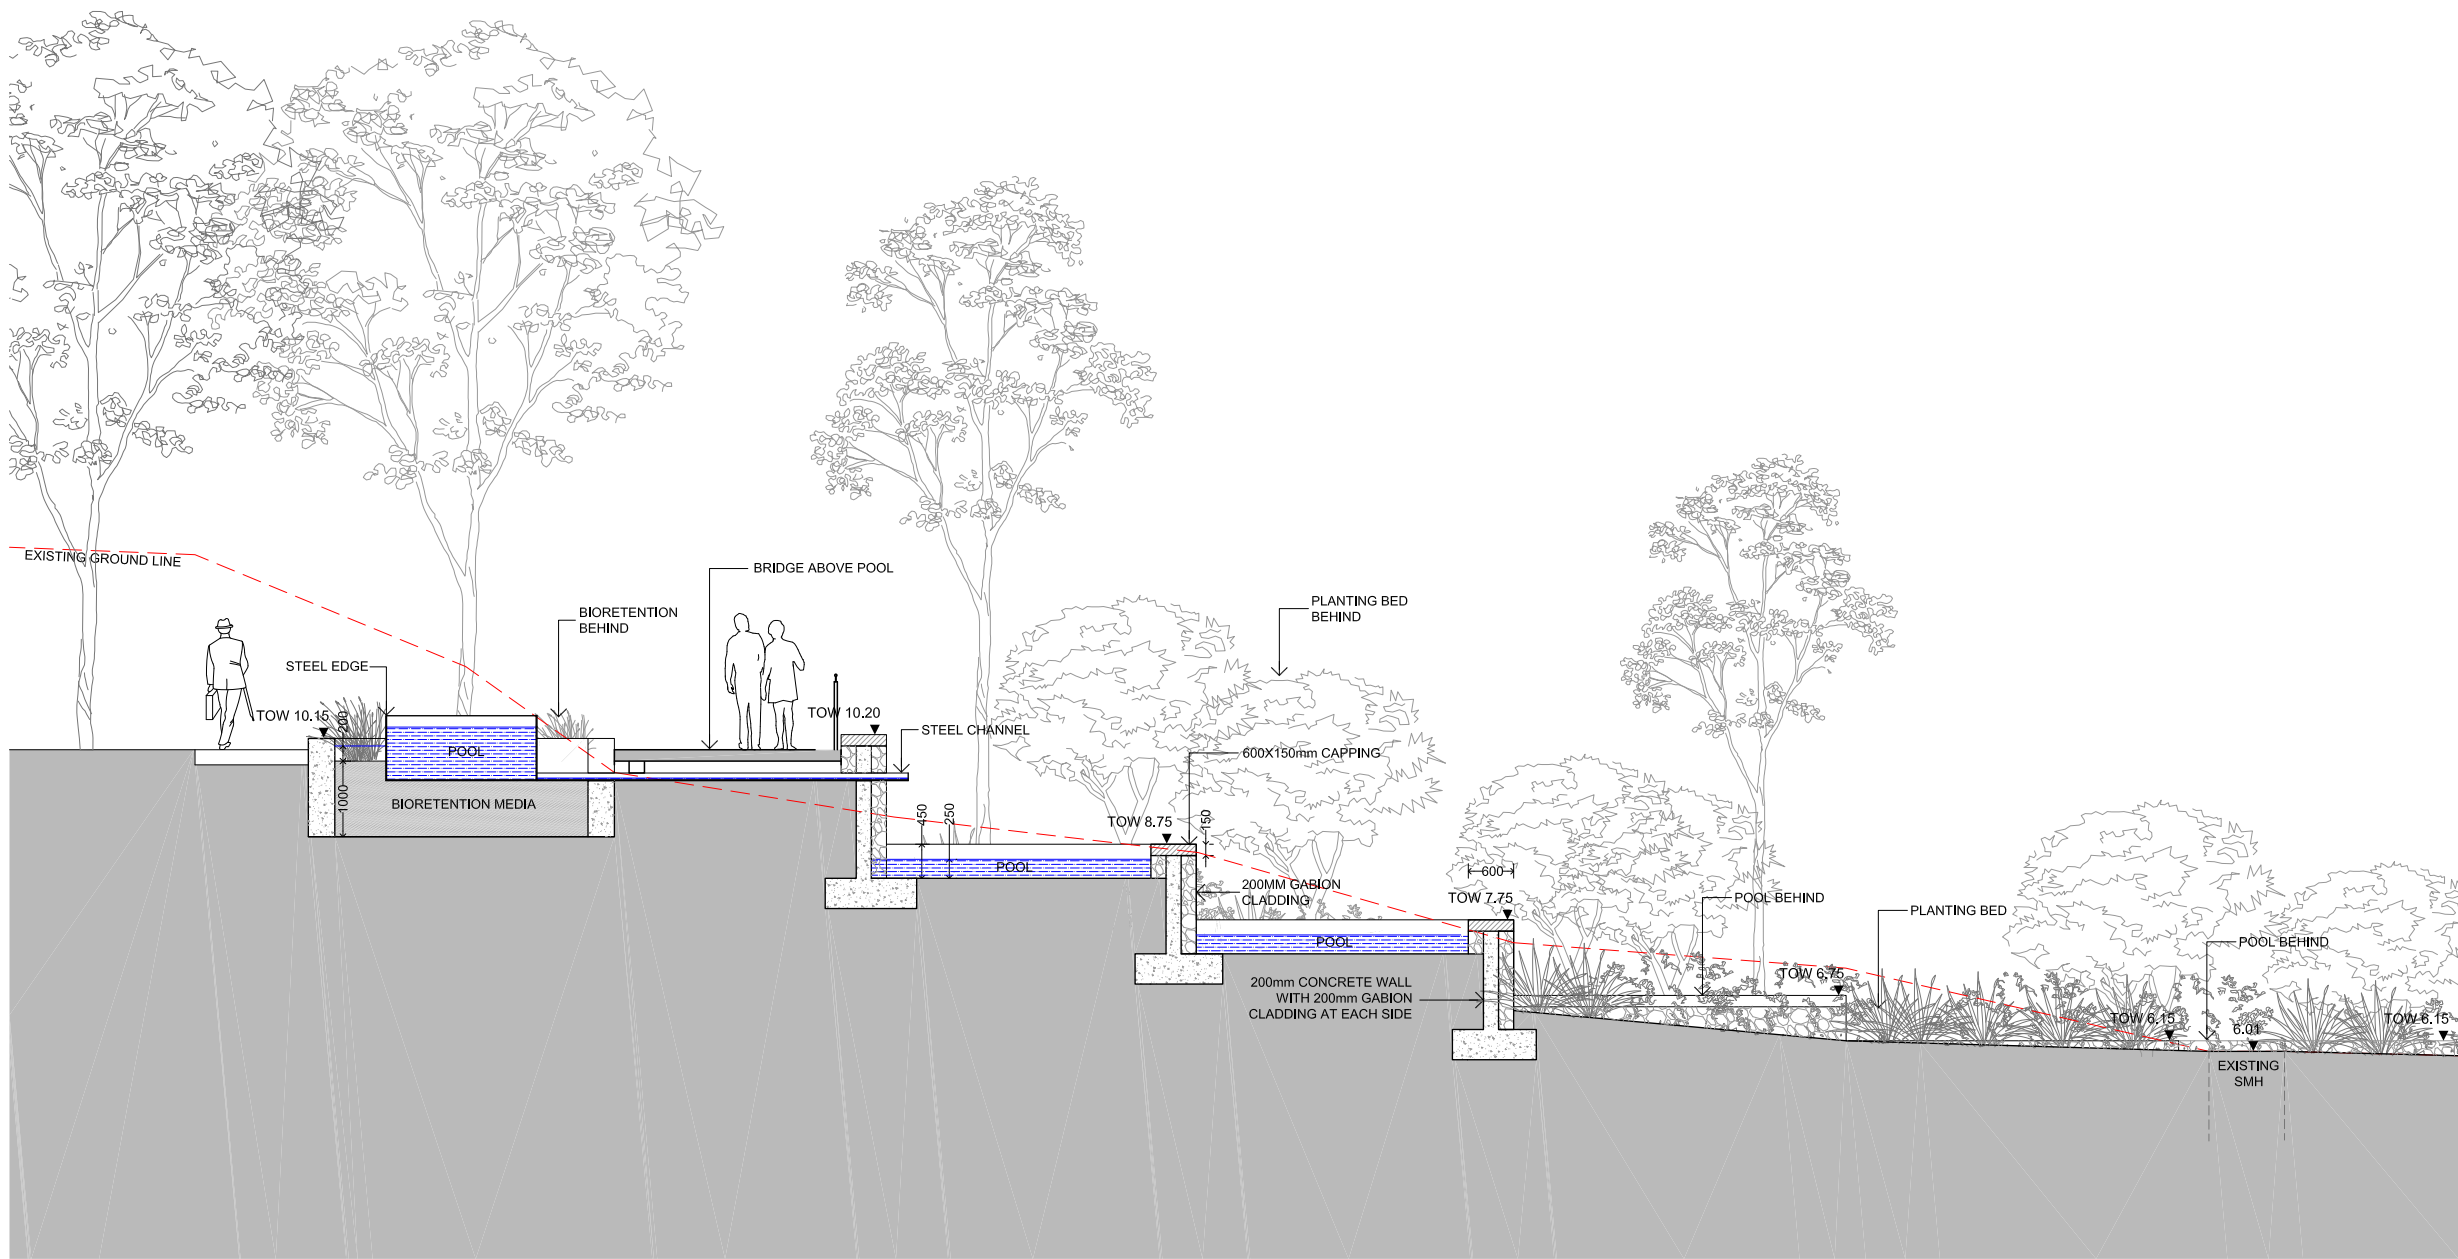 EXISTING GROUND LINE
BRIDGE ABOVE POOL
BIORETENTION
BEHIND
PLANTING BED
BEHIND
STEEL EDGE
TOW 10.15
200
TOW 10.20
STEEL CHANNEL
POOL
600X150mm CAPPING
1000
BIORETENTION MEDIA
450
250
TOW 8.75
150
POOL
600
200MM GABION
CLADDING
TOW 7.75
POOL BEHIND
PLANTING BED
POOL
POOL BEHIND
TOW 6.75
200mm CONCRETE WALL
WITH 200mm GABION
CLADDING AT EACH SIDE
TOW 6.15
6.01
TOW 6.15
EXISTING
SMH